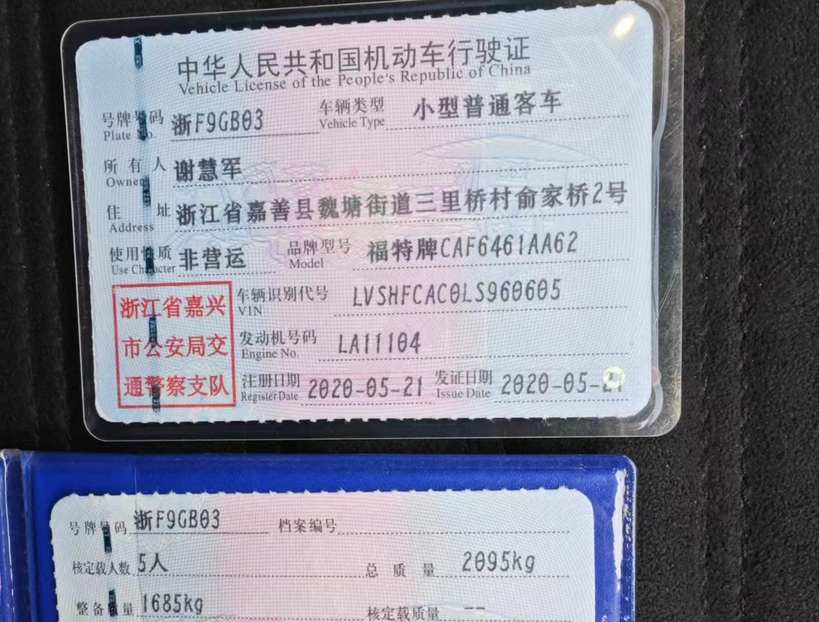 中华人民共和国机动车行驶证
Vehicle License of the People's Republic of China
号牌号码 浙F9GB03 车辆类型 小型普通客车
Plate No. Vehicle Type
所有人 谢慧军
Owner
住址 浙江省嘉善县魏塘街道三里桥村俞家桥2号
Address
使用性质 非营运 品牌型号 福特牌CAF6461AA62
Use Character Model
浙江省嘉兴
市公安局交
通警察支队
车辆识别代号 LVSHFCAC0LS960605
VIN
发动机号码 LA11104
Engine No.
注册日期 2020-05-21 发证日期 2020-05-21
Register Date Issue Date
号牌号码 浙F9GB03 档案编号
核定载人数 5人 总质量 2095kg
整备质量 1685kg 核定载质量 --